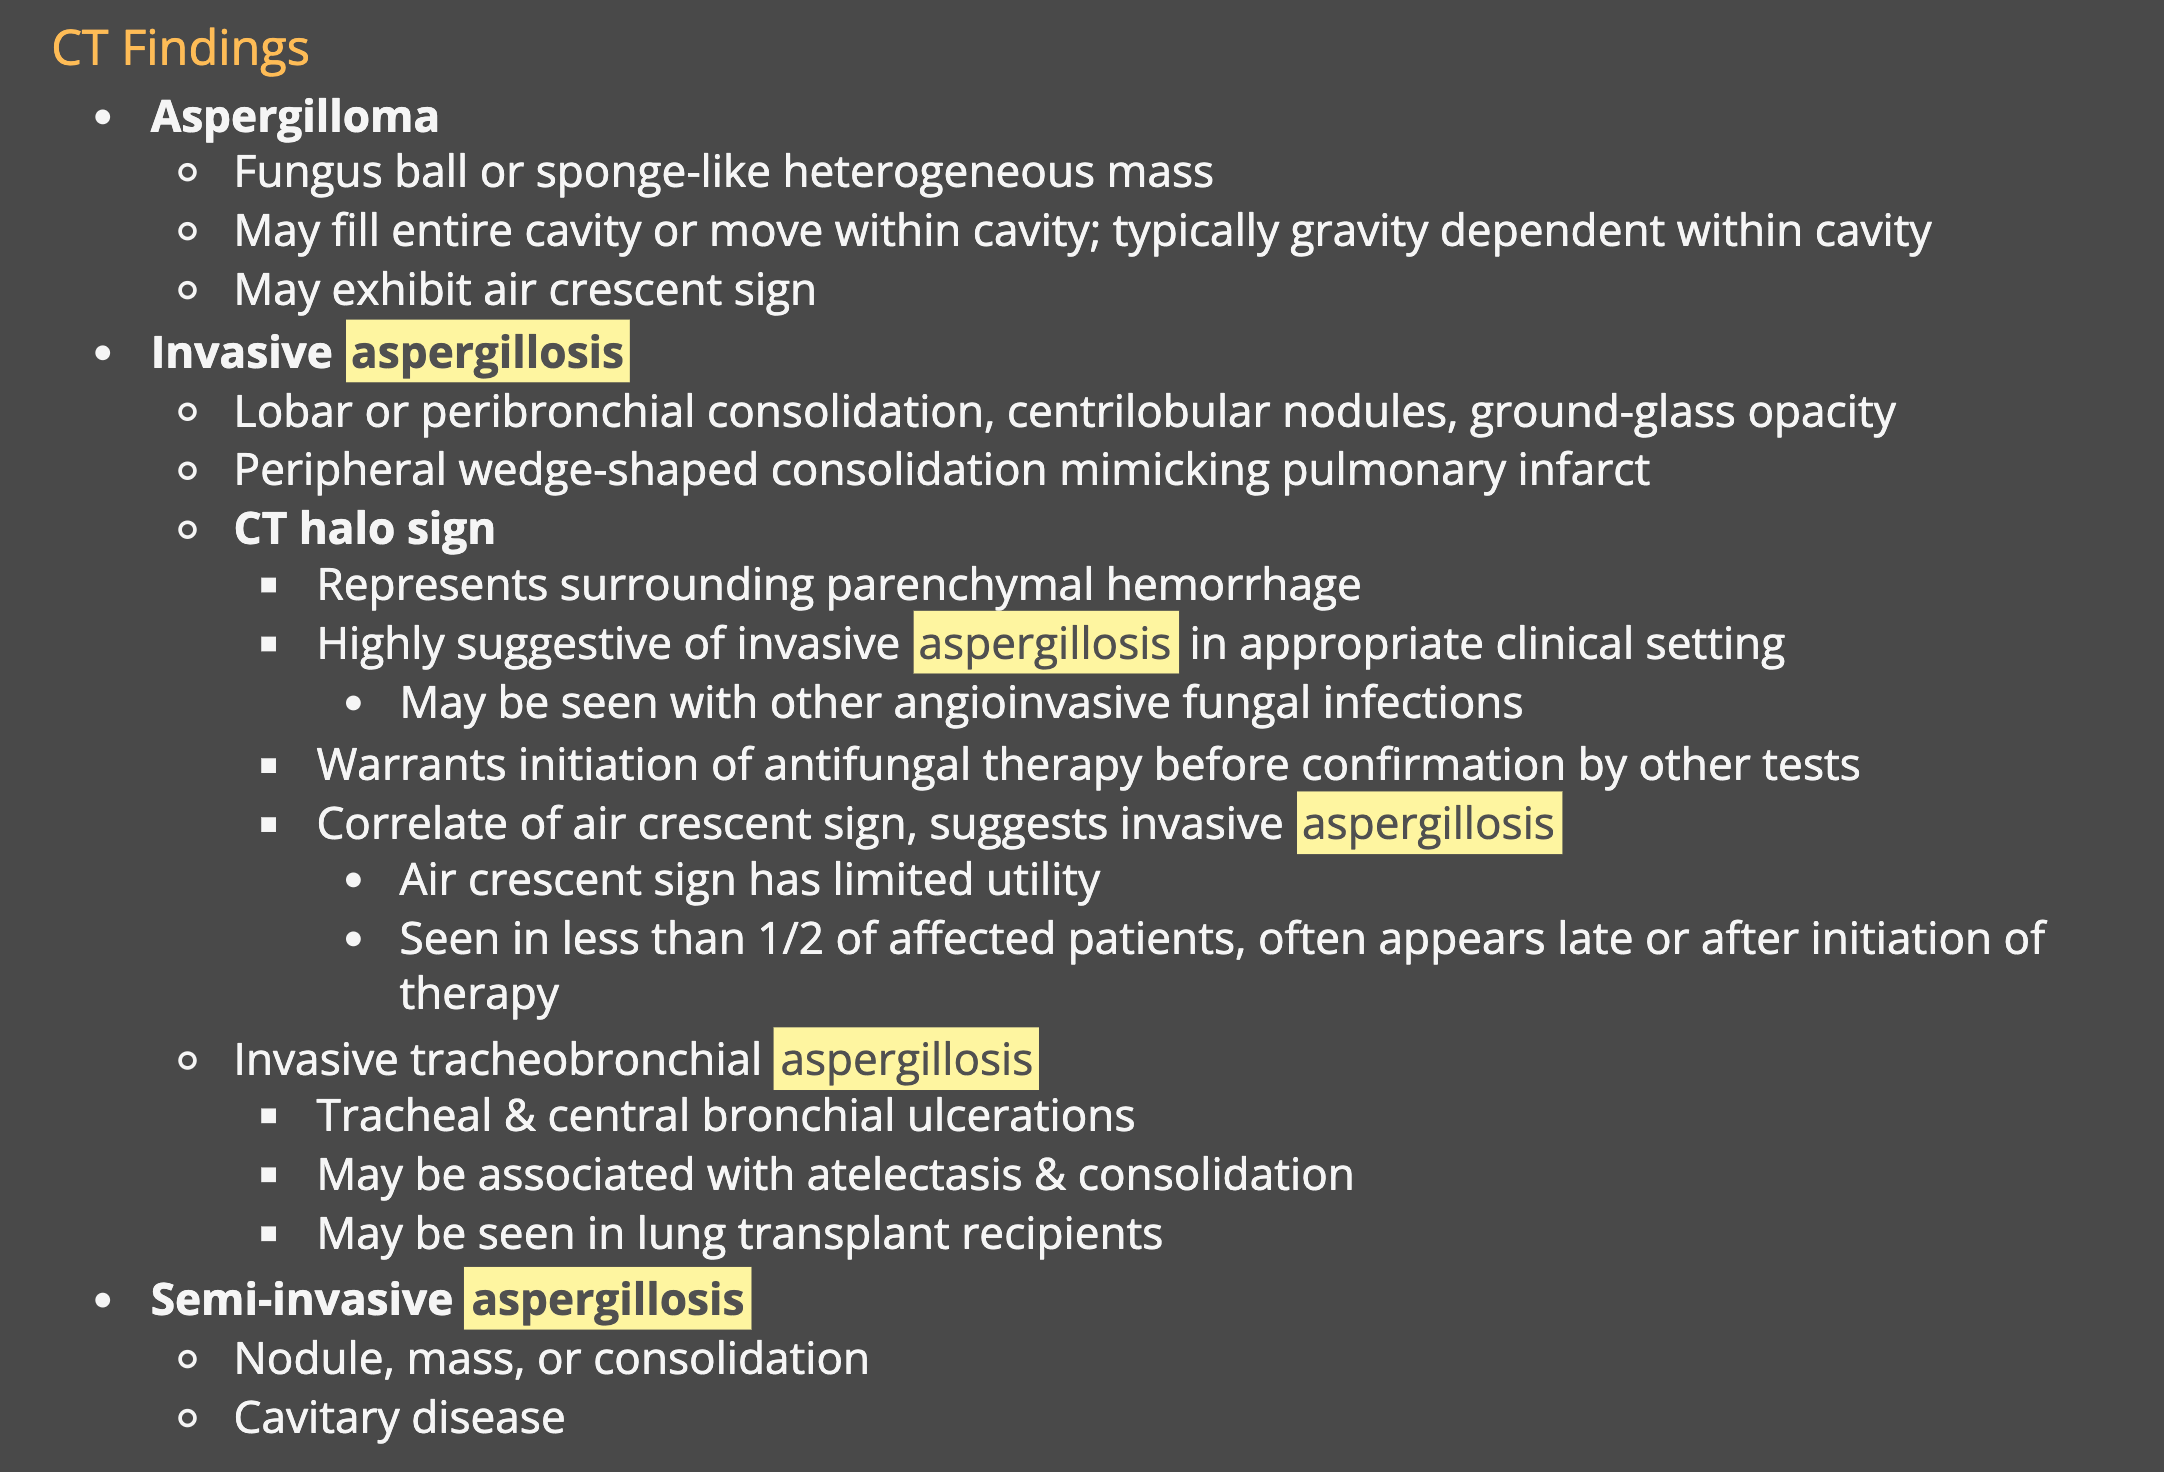 CT Findings
Aspergilloma
Fungus ball or sponge-like heterogeneous mass
May fill entire cavity or move within cavity; typically gravity dependent within cavity
May exhibit air crescent sign
Invasive aspergillosis
Lobar or peribronchial consolidation, centrilobular nodules, ground-glass opacity
Peripheral wedge-shaped consolidation mimicking pulmonary infarct
CT halo sign
Represents surrounding parenchymal hemorrhage
Highly suggestive of invasive aspergillosis in appropriate clinical setting
May be seen with other angioinvasive fungal infections
Warrants initiation of antifungal therapy before confirmation by other tests
Correlate of air crescent sign, suggests invasive aspergillosis
Air crescent sign has limited utility
Seen in less than 1/2 of affected patients, often appears late or after initiation of
therapy
Invasive tracheobronchial aspergillosis
Tracheal & central bronchial ulcerations
May be associated with atelectasis & consolidation
May be seen in lung transplant recipients
Semi-invasive aspergillosis
Nodule, mass, or consolidation
Cavitary disease